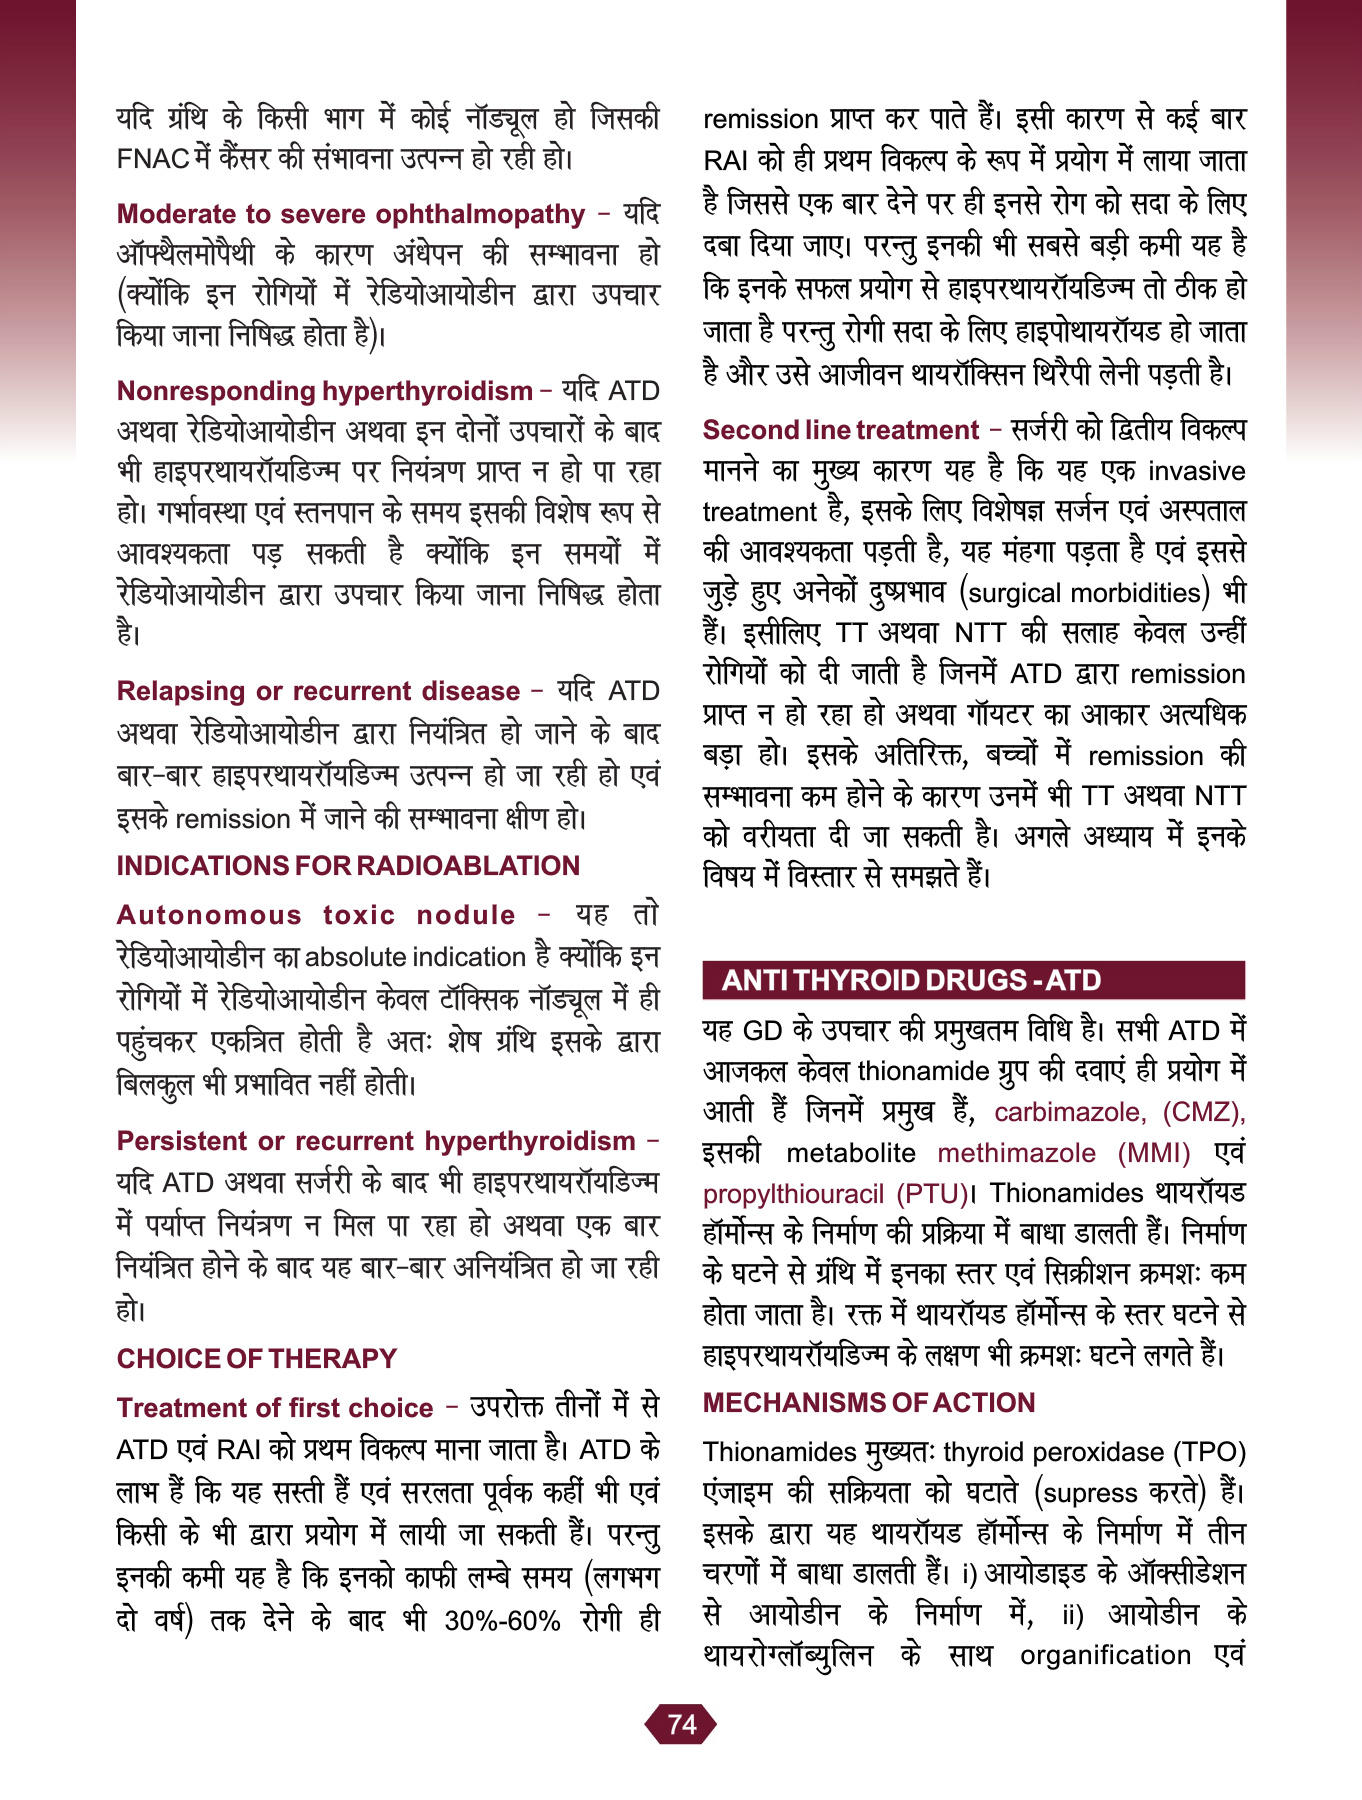 यदि ग्रंथि के किसी भाग में कोई नॉड्यूल हो जिसकी
FNAC में कैंसर की संभावना उत्पन्न हो रही हो।
Moderate to severe ophthalmopathy – यदि
ऑफ्थैलमोपैथी के कारण अंधेपन की सम्भावना हो
(क्योंकि इन रोगियों में रेडियोआयोडीन द्वारा उपचार
किया जाना निषिद्ध होता है)।
Nonresponding hyperthyroidism – यदि ATD
अथवा रेडियोआयोडीन अथवा इन दोनों उपचारों के बाद
भी हाइपरथायरॉयडिज्म पर नियंत्रण प्राप्त न हो पा रहा
हो। गर्भावस्था एवं स्तनपान के समय इसकी विशेष रूप से
आवश्यकता पड़ सकती है क्योंकि इन समयों में
रेडियोआयोडीन द्वारा उपचार किया जाना निषिद्ध होता
है।
Relapsing or recurrent disease – यदि ATD
अथवा रेडियोआयोडीन द्वारा नियंत्रित हो जाने के बाद
बार-बार हाइपरथायरॉयडिज्म उत्पन्न हो जा रही हो एवं
इसके remission में जाने की सम्भावना क्षीण हो।
INDICATIONS FOR RADIOABLATION
Autonomous toxic nodule – यह तो
रेडियोआयोडीन का absolute indication है क्योंकि इन
रोगियों में रेडियोआयोडीन केवल टॉक्सिक नॉड्यूल में ही
पहुंचकर एकत्रित होती है अतः शेष ग्रंथि इसके द्वारा
बिलकुल भी प्रभावित नहीं होती।
Persistent or recurrent hyperthyroidism –
यदि ATD अथवा सर्जरी के बाद भी हाइपरथायरॉयडिज्म
में पर्याप्त नियंत्रण न मिल पा रहा हो अथवा एक बार
नियंत्रित होने के बाद यह बार-बार अनियंत्रित हो जा रही
हो।
CHOICE OF THERAPY
Treatment of first choice – उपरोक्त तीनों में से
ATD एवं RAI को प्रथम विकल्प माना जाता है। ATD के
लाभ हैं कि यह सस्ती हैं एवं सरलता पूर्वक कहीं भी एवं
किसी के भी द्वारा प्रयोग में लायी जा सकती हैं। परन्तु
इनकी कमी यह है कि इनको काफी लम्बे समय (लगभग
दो वर्ष) तक देने के बाद भी 30%-60% रोगी ही
remission प्राप्त कर पाते हैं। इसी कारण से कई बार
RAI को ही प्रथम विकल्प के रूप में प्रयोग में लाया जाता
है जिससे एक बार देने पर ही इनसे रोग को सदा के लिए
दबा दिया जाए। परन्तु इनकी भी सबसे बड़ी कमी यह है
कि इनके सफल प्रयोग से हाइपरथायरॉयडिज्म तो ठीक हो
जाता है परन्तु रोगी सदा के लिए हाइपोथायरॉयड हो जाता
है और उसे आजीवन थायरॉक्सिन थिरैपी लेनी पड़ती है।
Second line treatment – सर्जरी को द्वितीय विकल्प
मानने का मुख्य कारण यह है कि यह एक invasive
treatment है, इसके लिए विशेषज्ञ सर्जन एवं अस्पताल
की आवश्यकता पड़ती है, यह मंहगा पड़ता है एवं इससे
जुड़े हुए अनेकों दुष्प्रभाव (surgical morbidities) भी
हैं। इसीलिए TT अथवा NTT की सलाह केवल उन्हीं
रोगियों को दी जाती है जिनमें ATD द्वारा remission
प्राप्त न हो रहा हो अथवा गॉयटर का आकार अत्यधिक
बड़ा हो। इसके अतिरिक्त, बच्चों में remission की
सम्भावना कम होने के कारण उनमें भी TT अथवा NTT
को वरीयता दी जा सकती है। अगले अध्याय में इनके
विषय में विस्तार से समझते हैं।
ANTI THYROID DRUGS - ATD
यह GD के उपचार की प्रमुखतम विधि है। सभी ATD में
आजकल केवल thionamide ग्रुप की दवाएं ही प्रयोग में
आती हैं जिनमें प्रमुख हैं, carbimazole, (CMZ),
इसकी metabolite methimazole (MMI) एवं
propylthiouracil (PTU)। Thionamides थायरॉयड
हॉर्मोन्स के निर्माण की प्रक्रिया में बाधा डालती हैं। निर्माण
के घटने से ग्रंथि में इनका स्तर एवं सिक्रीशन क्रमशः कम
होता जाता है। रक्त में थायरॉयड हॉर्मोन्स के स्तर घटने से
हाइपरथायरॉयडिज्म के लक्षण भी क्रमशः घटने लगते हैं।
MECHANISMS OF ACTION
Thionamides मुख्यतः thyroid peroxidase (TPO)
एंजाइम की सक्रियता को घटाते (supress करते) हैं।
इसके द्वारा यह थायरॉयड हॉर्मोन्स के निर्माण में तीन
चरणों में बाधा डालती हैं। i) आयोडाइड के ऑक्सीडेशन
से आयोडीन के निर्माण में, ii) आयोडीन के
थायरोग्लॉब्युलिन के साथ organification एवं
74